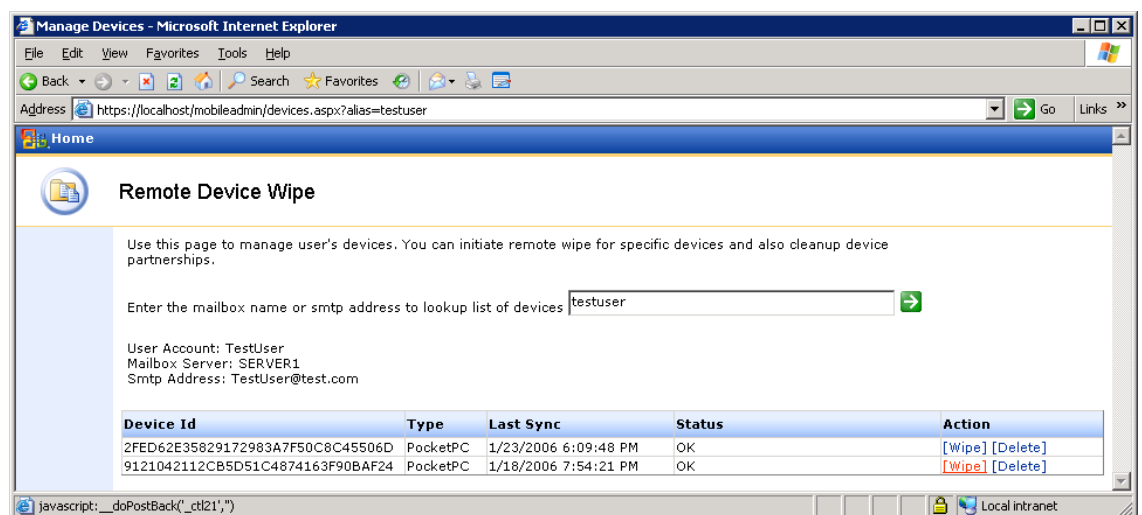 Manage Devices - Microsoft Internet Explorer
File Edit View Favorites Tools Help
Back Search Favorites
Address https://localhost/mobileadmin/devices.aspx?alias=testuser Go Links »
Home
Remote Device Wipe
Use this page to manage user's devices. You can initiate remote wipe for specific devices and also cleanup device
partnerships.
Enter the mailbox name or smtp address to lookup list of devices testuser
User Account: TestUser
Mailbox Server: SERVER1
Smtp Address: TestUser@test.com
Device Id Type Last Sync Status Action
2FED62E35829172983A7F50C8C45506D PocketPC 1/23/2006 6:09:48 PM OK [Wipe] [Delete]
9121042112CB5D51C4874163F90BAF24 PocketPC 1/18/2006 7:54:21 PM OK [Wipe] [Delete]
javascript:__doPostBack('_ctl21','') Local intranet